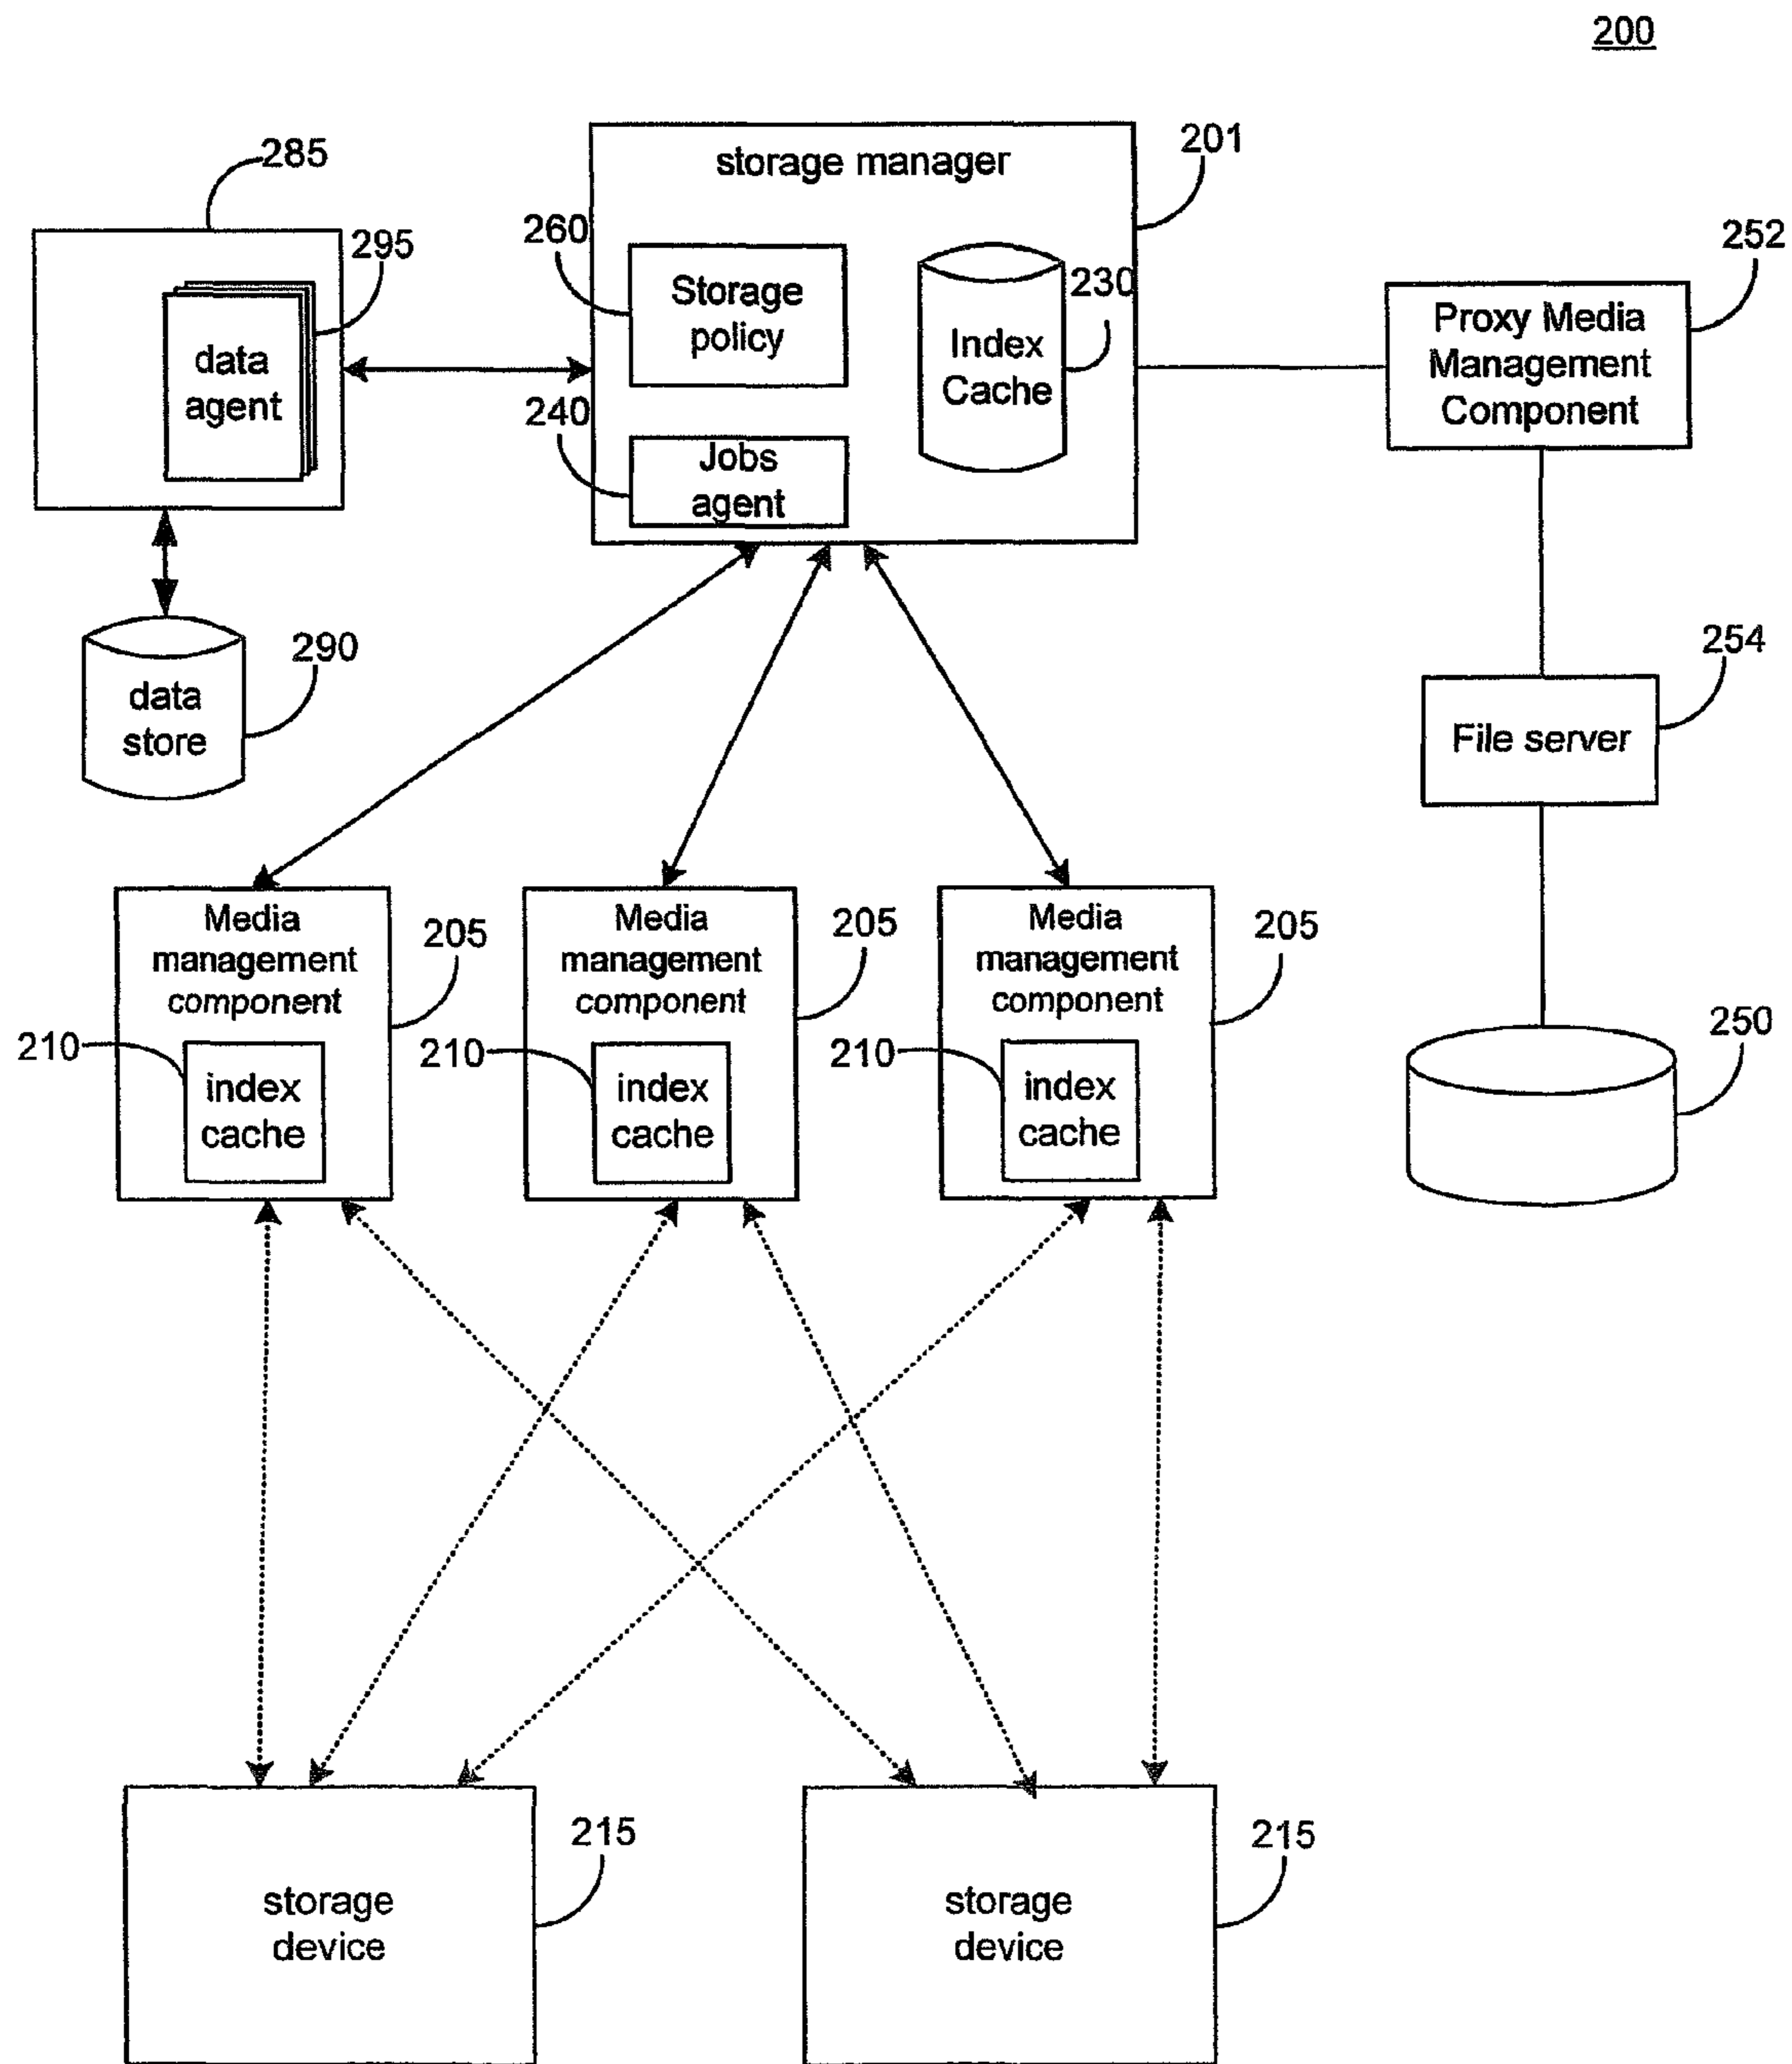 200
285
295
data
agent
290
data
store
201
storage manager
260
Storage
policy
230
Index
Cache
240
Jobs
agent
252
Proxy Media
Management
Component
254
File server
250
Media
management
component
205
210
index
cache
Media
management
component
205
210
index
cache
Media
management
component
205
210
index
cache
storage
device
215
storage
device
215